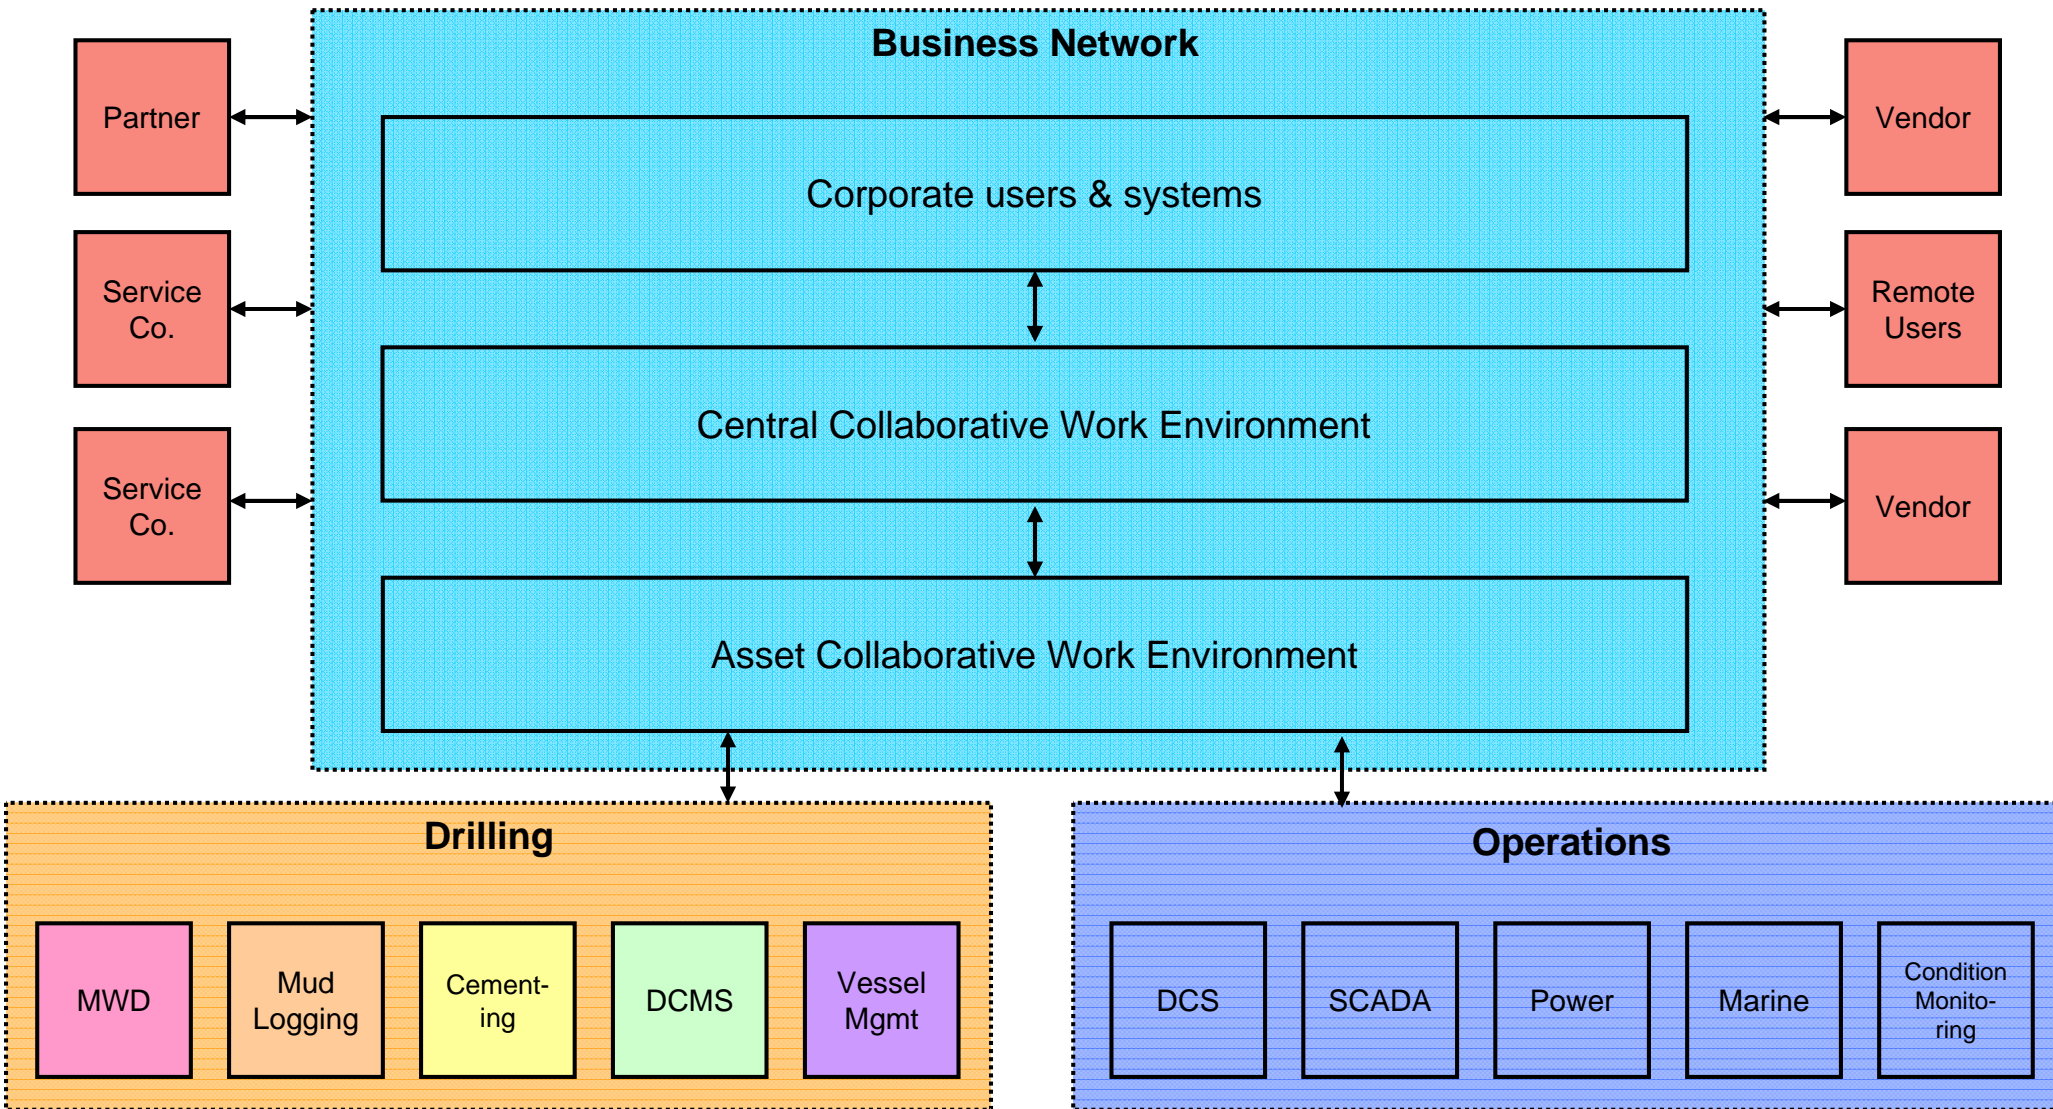 Business Network
Partner
Corporate users & systems
Vendor
Service
Co.
Central Collaborative Work Environment
Remote
Users
Service
Co.
Asset Collaborative Work Environment
Vendor
Drilling
MWD
Mud
Logging
Cement-
ing
DCMS
Vessel
Mgmt
Operations
DCS
SCADA
Power
Marine
Condition
Monito-
ring